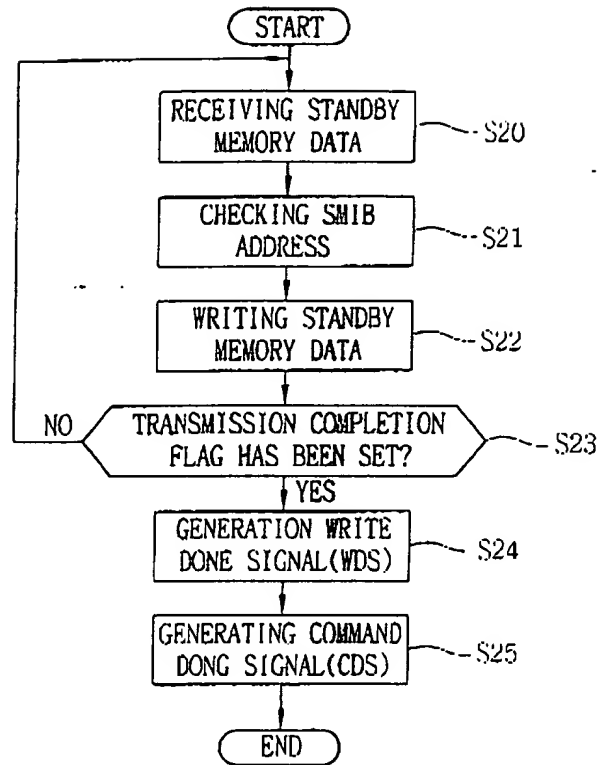 START
RECEIVING STANDBY
MEMORY DATA
S20
CHECKING SMIB
ADDRESS
S21
WRITING STANDBY
MEMORY DATA
S22
NO
TRANSMISSION COMPLETION
FLAG HAS BEEN SET?
S23
YES
GENERATION WRITE
DONE SIGNAL(WDS)
S24
GENERATING COMMAND
DONG SIGNAL(CDS)
S25
END